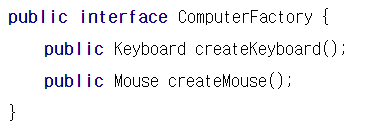 public interface ComputerFactory {
    public Keyboard createKeyboard();
    public Mouse createMouse();
}